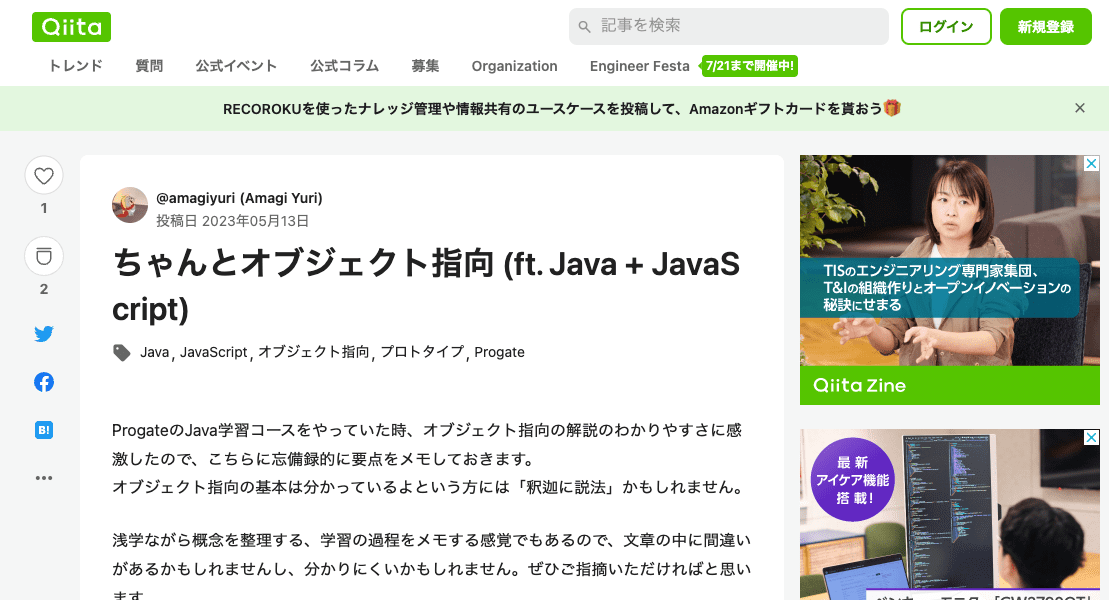 Qiita
記事を検索
ログイン
新規登録
トレンド 質問 公式イベント 公式コラム 募集 Organization Engineer Festa 7/21まで開催中!
RECOROKUを使ったナレッジ管理や情報共有のユースケースを投稿して、Amazonギフトカードを貰おう🎁
1
2
B!
@amagiyuri (Amagi Yuri)
投稿日 2023年05月13日
ちゃんとオブジェクト指向 (ft. Java + JavaS
cript)
Java, JavaScript, オブジェクト指向, プロトタイプ, Progate
ProgateのJava学習コースをやっていた時、オブジェクト指向の解説のわかりやすさに感
激したので、こちらに忘備録的に要点をメモしておきます。
オブジェクト指向の基本は分かっているよという方には「釈迦に説法」かもしれません。
浅学ながら概念を整理する、学習の過程をメモする感覚でもあるので、文章の中に間違い
があるかもしれませんし、分かりにくいかもしれません。ぜひご指摘いただければと思い
ます
TISのエンジニアリング専門家集団、
T&Iの組織作りとオープンイノベーションの
秘訣にせまる
Qiita Zine
最新
アイケア機能
搭載!